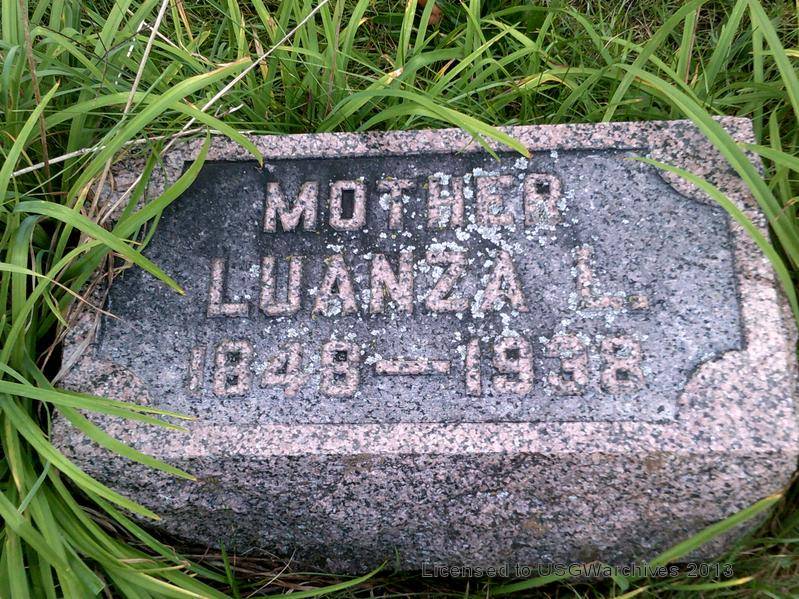 MOTHER
LUANZA L.
1848-1938
Licensed to USGWarchives 2013